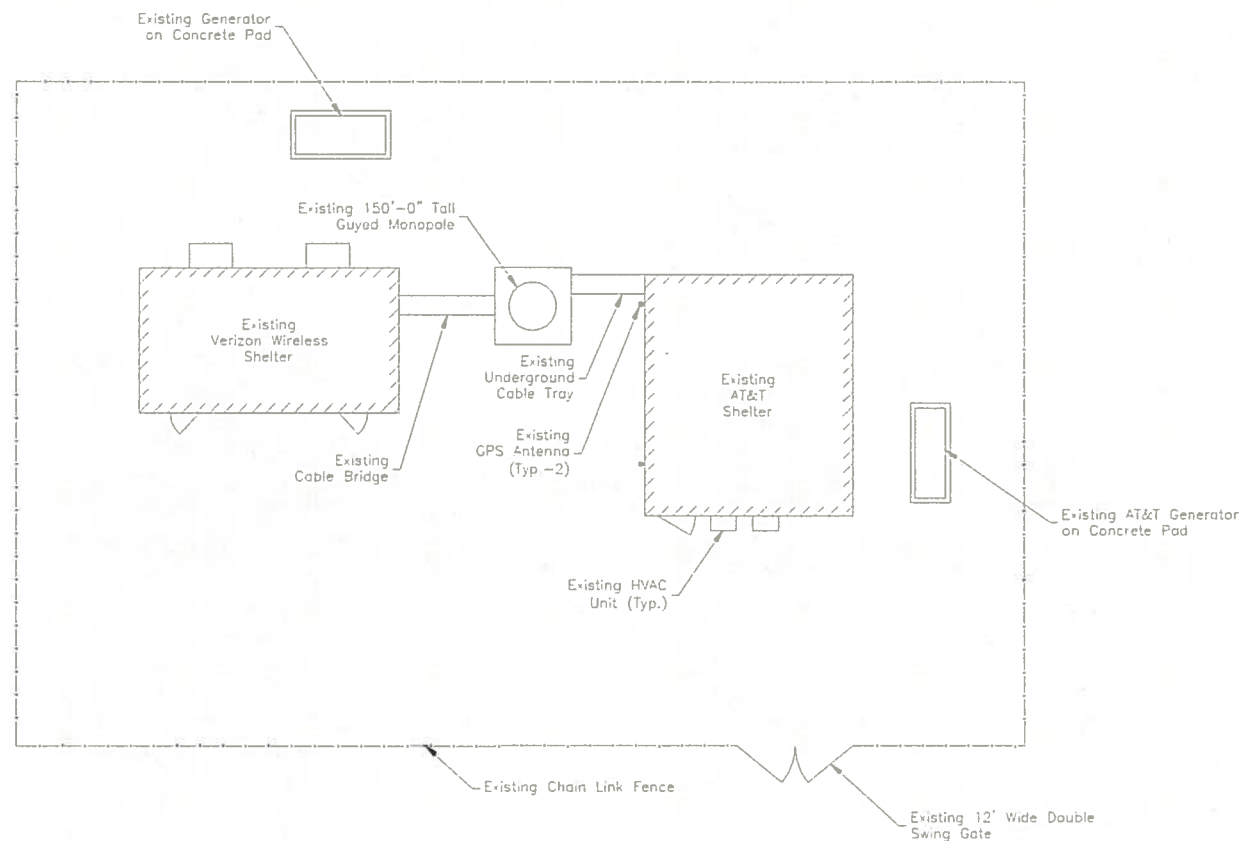 Existing Generator
on Concrete Pad
Existing 150'-0" Tall
Guyed Monopole
Existing
Verizon Wireless
Shelter
Existing
Underground
Cable Tray
Existing
AT&T
Shelter
Existing
GPS Antenna
(Typ.-2)
Existing
Cable Bridge
Existing AT&T Generator
on Concrete Pad
Existing HVAC
Unit (Typ.)
Existing Chain Link Fence
Existing 12' Wide Double
Swing Gate